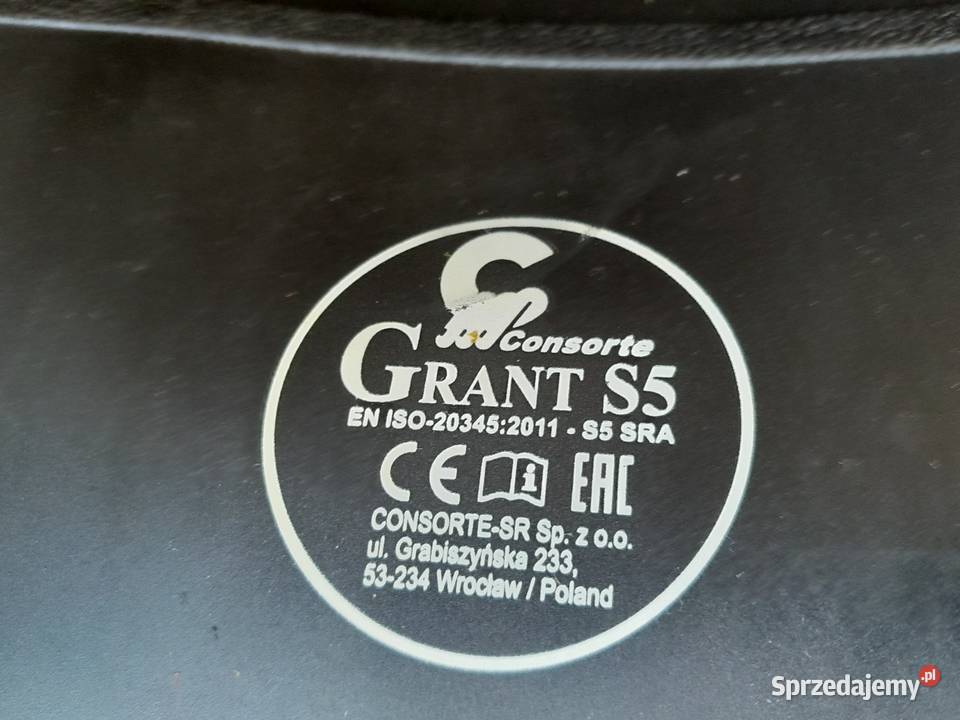 Consorte
GRANT S5
EN ISO-20345:2011 - S5 SRA
CE i EAC
CONSORTE-SR Sp. z o.o.
ul. Grabiszyńska 233,
53-234 Wrocław / Poland
Sprzedajemy.pl